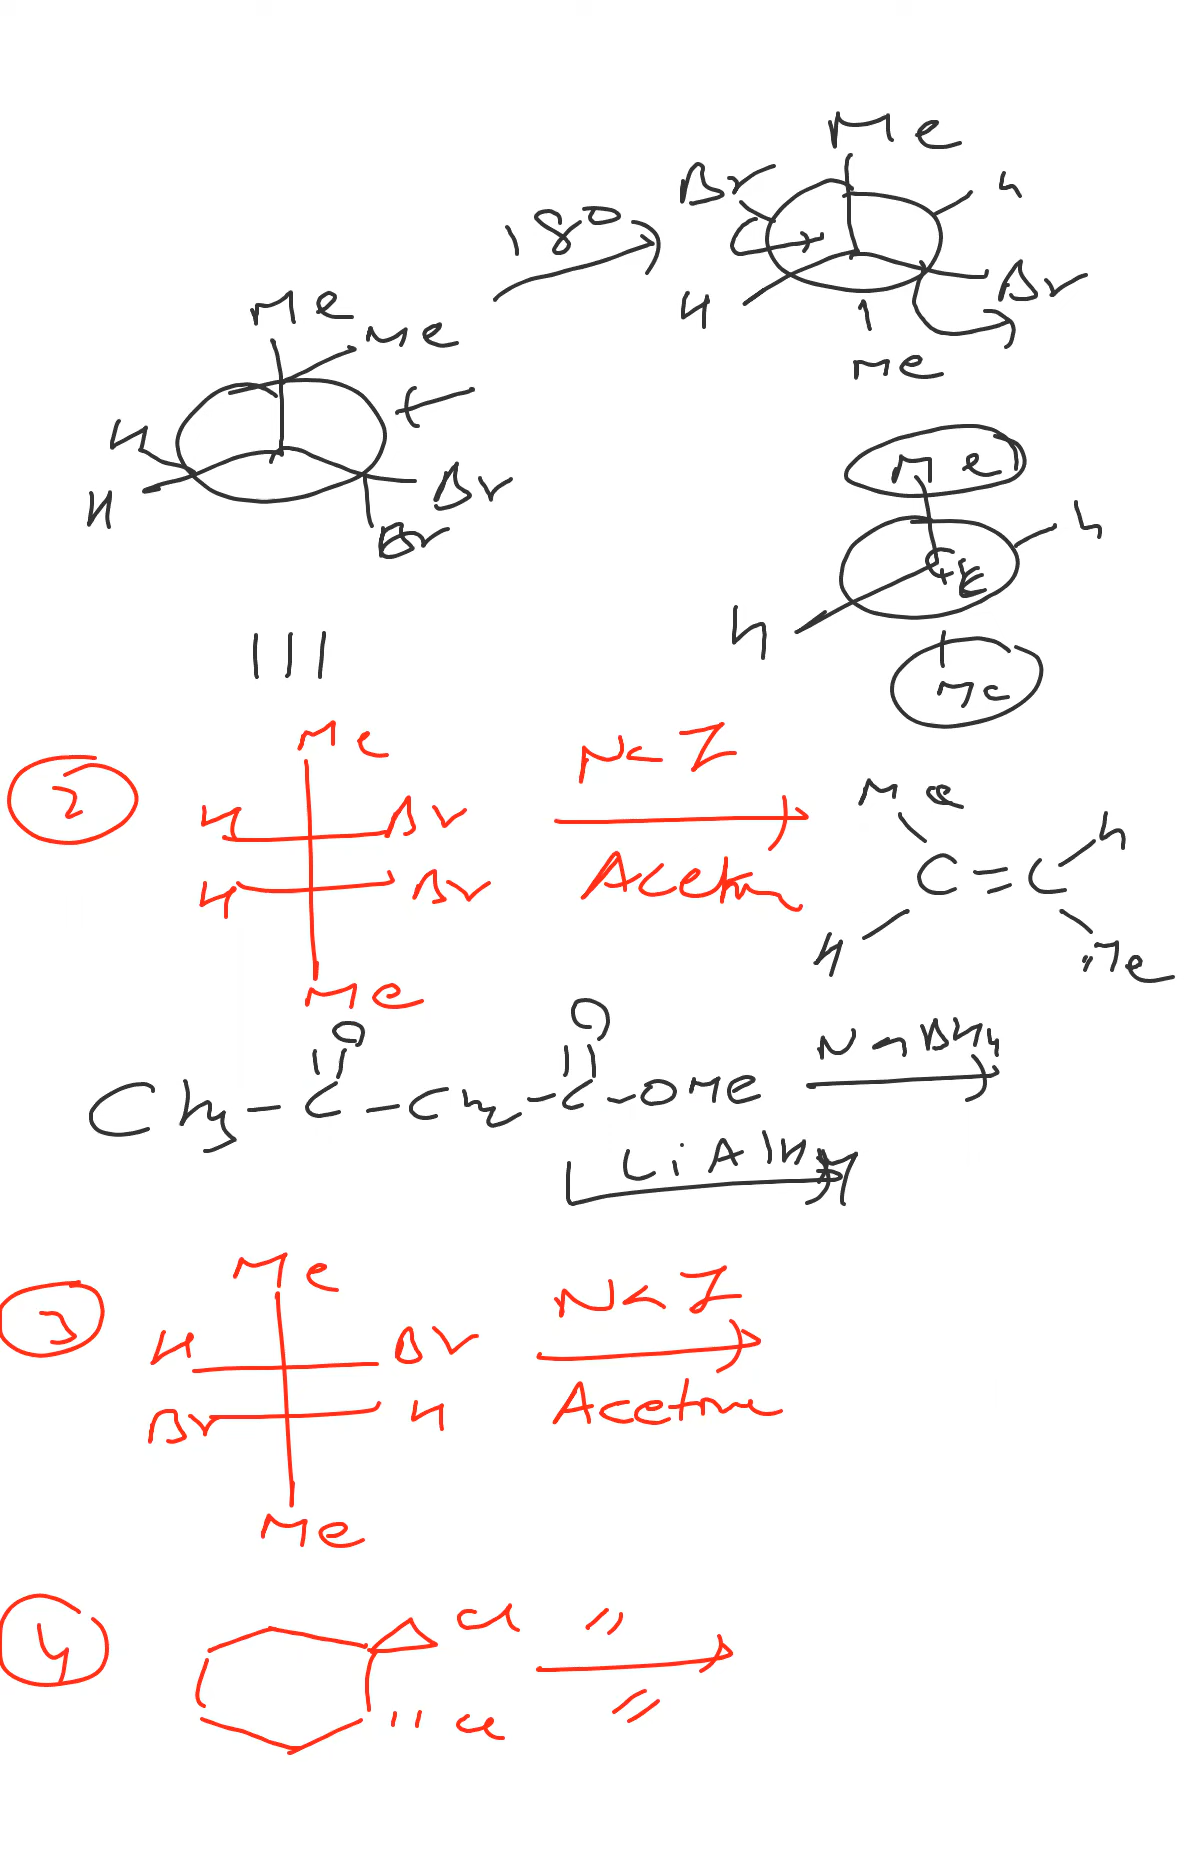 Me
Br H
180
H Br
Me
Me
Me
H
H Br
Br
Me
H
H
Me
Me
2 NaI
H Br
H Br Aceton
Me
Me H
C = C
H Me
O O
CH3 - C - CH2 - C - OMe NaBH4
LiAlH4
Me
3 NaI
H Br
Br H Acetone
Me
4 Cl "
Cl "